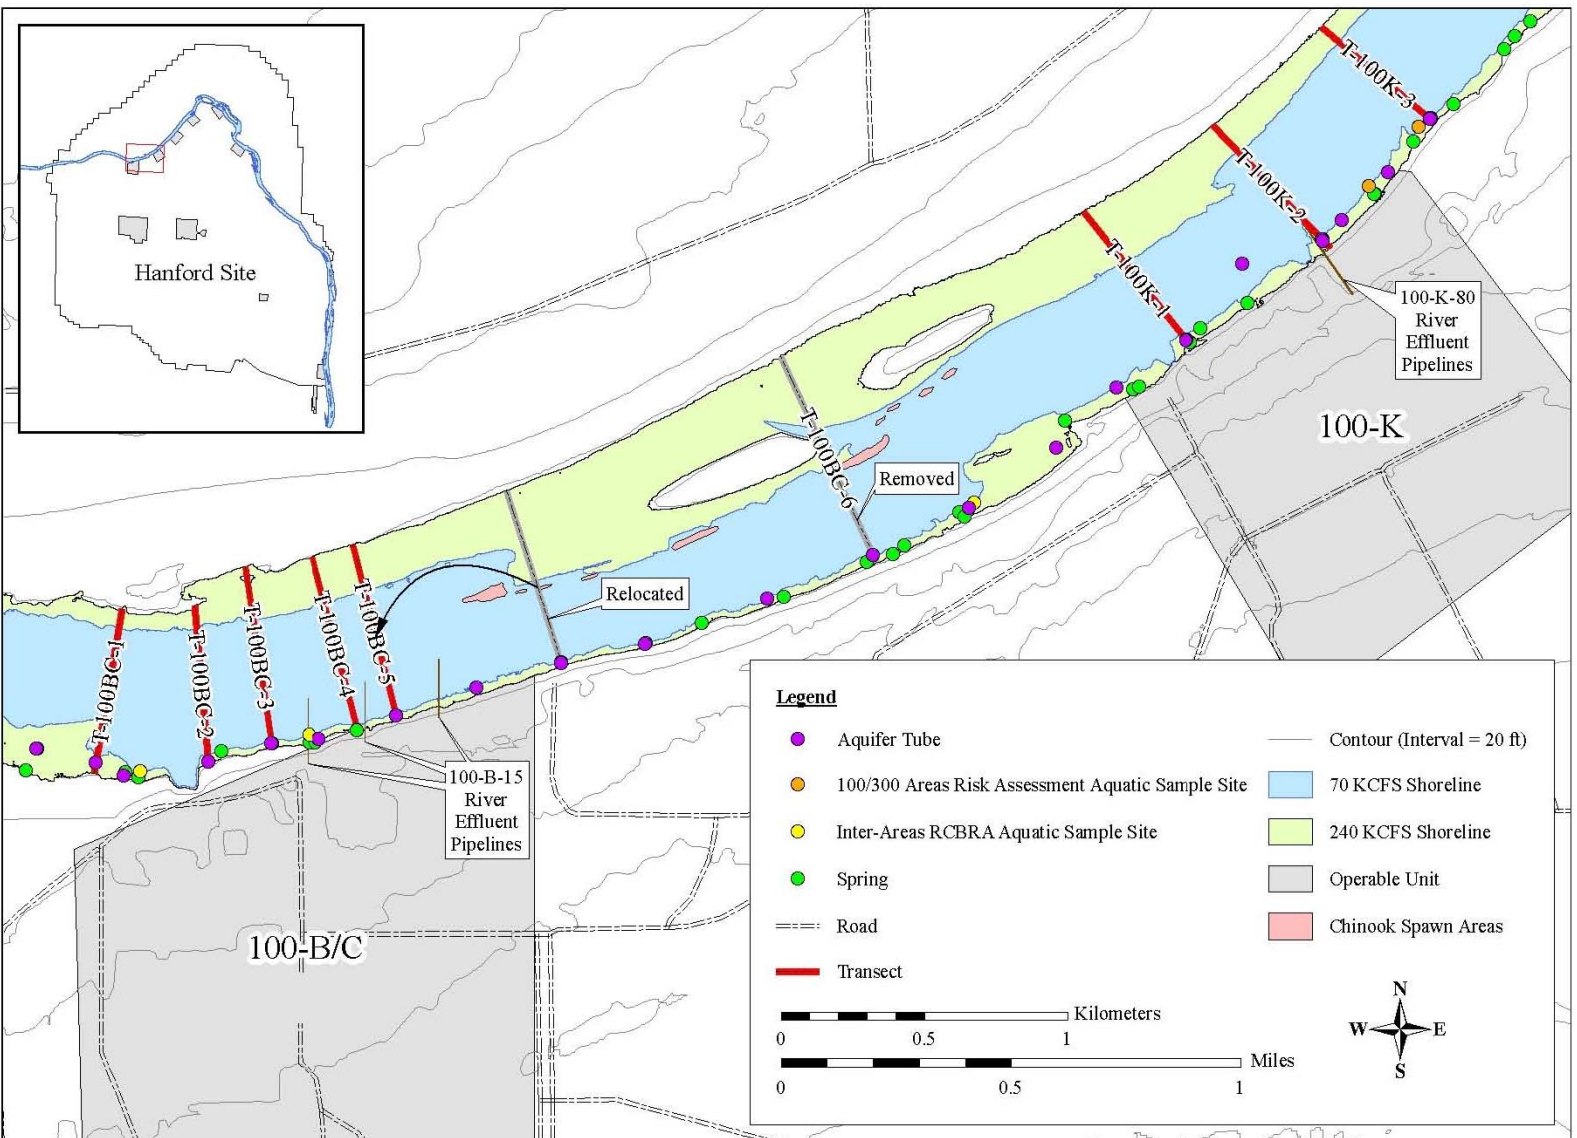 Hanford Site
T-100K-3
T-100K-2
T-100K-1
100-K-80
River
Effluent
Pipelines
100-K
T-100BC-6
Removed
Relocated
T-100BC-1
T-100BC-2
T-100BC-3
T-100BC-4
T-100BC-5
100-B-15
River
Effluent
Pipelines
100-B/C
Legend
Aquifer Tube
100/300 Areas Risk Assessment Aquatic Sample Site
Inter-Areas RCBRA Aquatic Sample Site
Spring
Road
Transect
Contour (Interval = 20 ft)
70 KCFS Shoreline
240 KCFS Shoreline
Operable Unit
Chinook Spawn Areas
Kilometers
0 0.5 1
Miles
0 0.5 1
N
W E
S